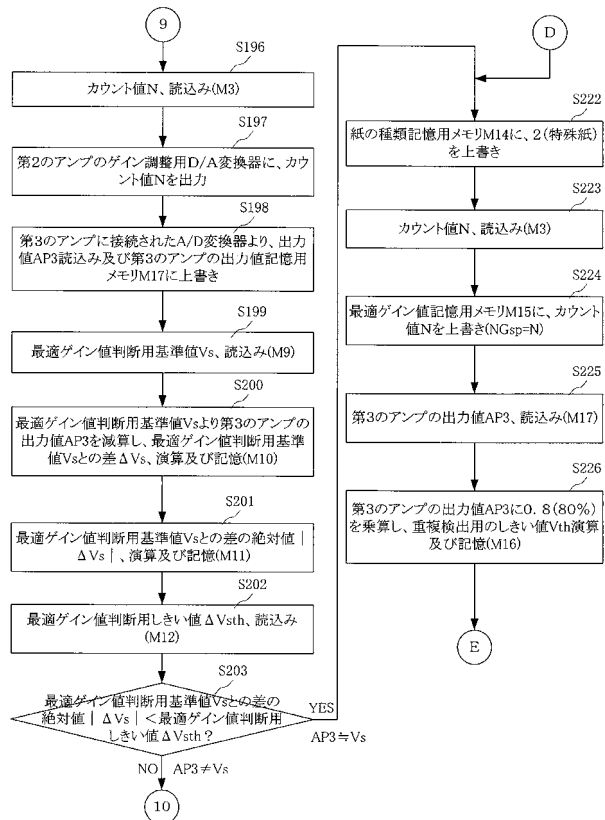 9
S196
カウント値N、読込み(M3)
S197
第2のアンプのゲイン調整用D/A変換器に、カウ
ント値Nを出力
S198
第3のアンプに接続されたA/D変換器より、出力
値AP3読込み及び第3のアンプの出力値記憶用
メモリM17に上書き
S199
最適ゲイン値判断用基準値Vs、読込み(M9)
S200
最適ゲイン値判断用基準値Vsより第3のアンプの
出力値AP3を減算し、最適ゲイン値判断用基準
値Vsとの差ΔVs、演算及び記憶(M10)
S201
最適ゲイン値判断用基準値Vsとの差の絶対値|
ΔVs|、演算及び記憶(M11)
S202
最適ゲイン値判断用しきい値ΔVsth、読込み
(M12)
S203
最適ゲイン値判断用基準値Vsとの差の
絶対値|ΔVs|<最適ゲイン値判断用
しきい値ΔVsth?
YES
AP3≒Vs
NO AP3≠Vs
10
D
S222
紙の種類記憶用メモリM14に、2(特殊紙)
を上書き
S223
カウント値N、読込み(M3)
S224
最適ゲイン値記憶用メモリM15に、カウント
値Nを上書き(NGsp=N)
S225
第3のアンプの出力値AP3、読込み(M17)
S226
第3のアンプの出力値AP3に0.8(80%)
を乗算し、重複検出用のしきい値Vth演算
及び記憶(M16)
E